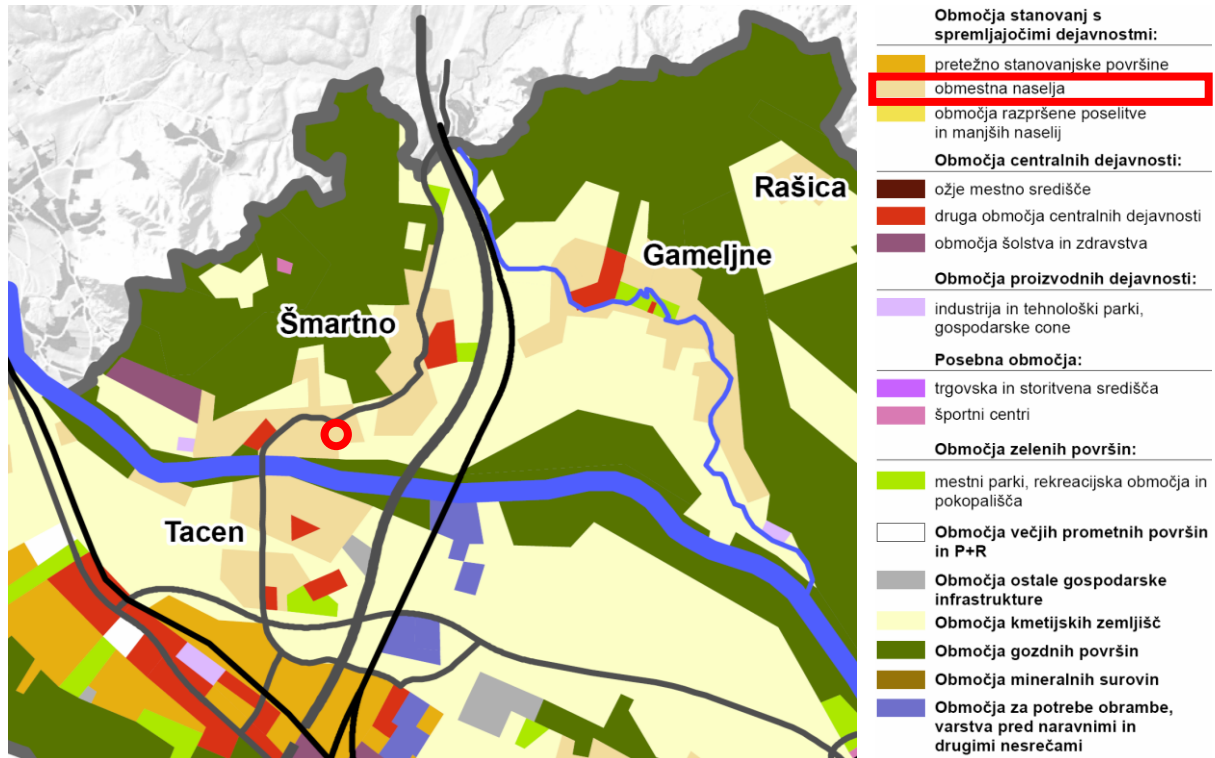 Rašica
Gameljne
Šmartno
Tacen
Območja stanovanj s
spremljajočimi dejavnostmi:
pretežno stanovanjske površine
obmestna naselja
območja razpršene poselitve
in manjših naselij
Območja centralnih dejavnosti:
ožje mestno središče
druga območja centralnih dejavnosti
območja šolstva in zdravstva
Območja proizvodnih dejavnosti:
industrija in tehnološki parki,
gospodarske cone
Posebna območja:
trgovska in storitvena središča
športni centri
Območja zelenih površin:
mestni parki, rekreacijska območja in
pokopališča
Območja večjih prometnih površin
in P+R
Območja ostale gospodarske
infrastrukture
Območja kmetijskih zemljišč
Območja gozdnih površin
Območja mineralnih surovin
Območja za potrebe obrambe,
varstva pred naravnimi in
drugimi nesrečami